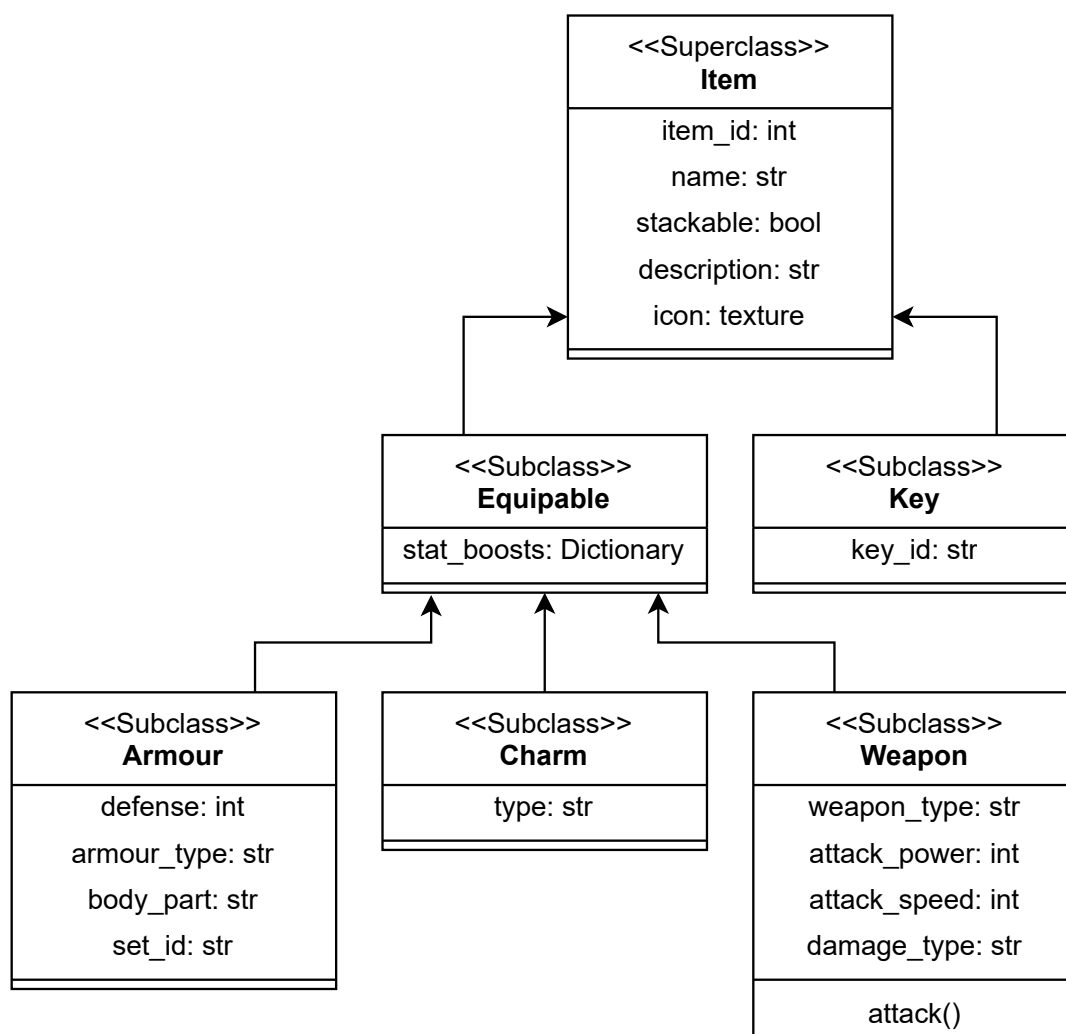 <<Superclass>>
Item
item_id: int
name: str
stackable: bool
description: str
icon: texture
<<Subclass>>
Equipable
stat_boosts: Dictionary
<<Subclass>>
Key
key_id: str
<<Subclass>>
Armour
defense: int
armour_type: str
body_part: str
set_id: str
<<Subclass>>
Charm
type: str
<<Subclass>>
Weapon
weapon_type: str
attack_power: int
attack_speed: int
damage_type: str
attack()